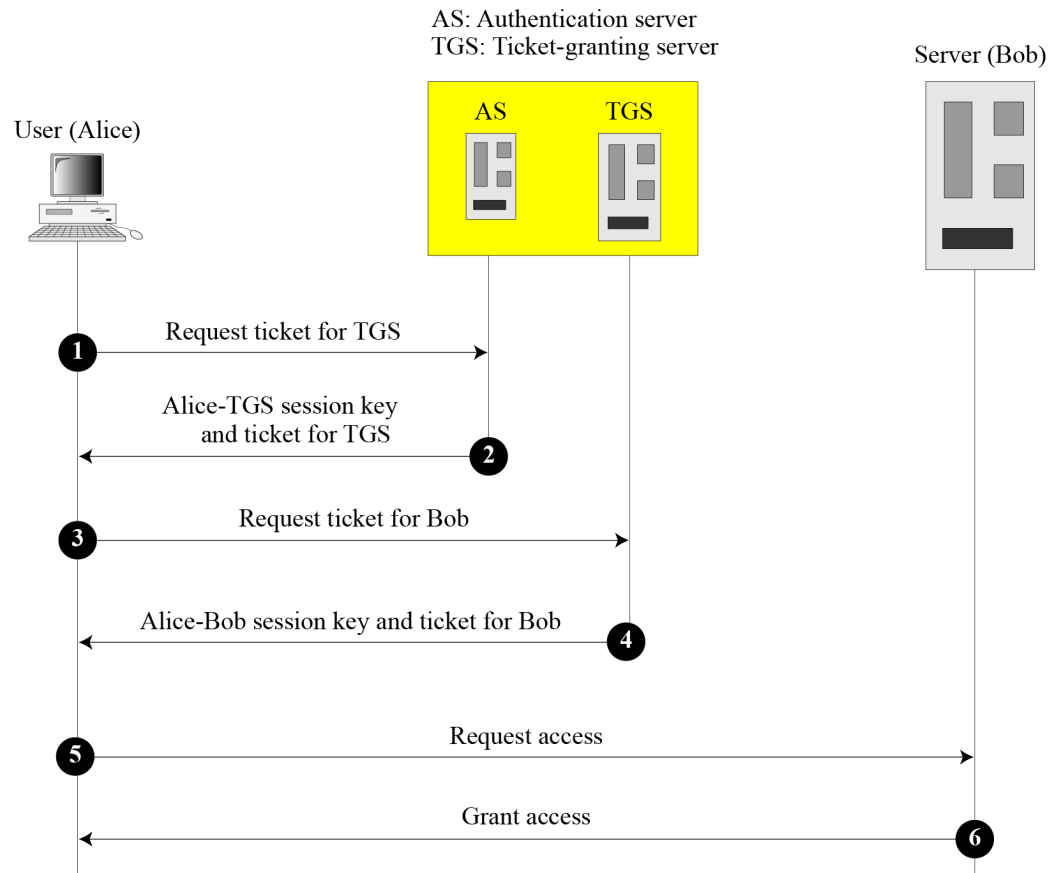 AS: Authentication server
TGS: Ticket-granting server
Server (Bob)
User (Alice)
AS
TGS
Request ticket for TGS
1
Alice-TGS session key
and ticket for TGS
2
Request ticket for Bob
3
Alice-Bob session key and ticket for Bob
4
Request access
5
Grant access
6